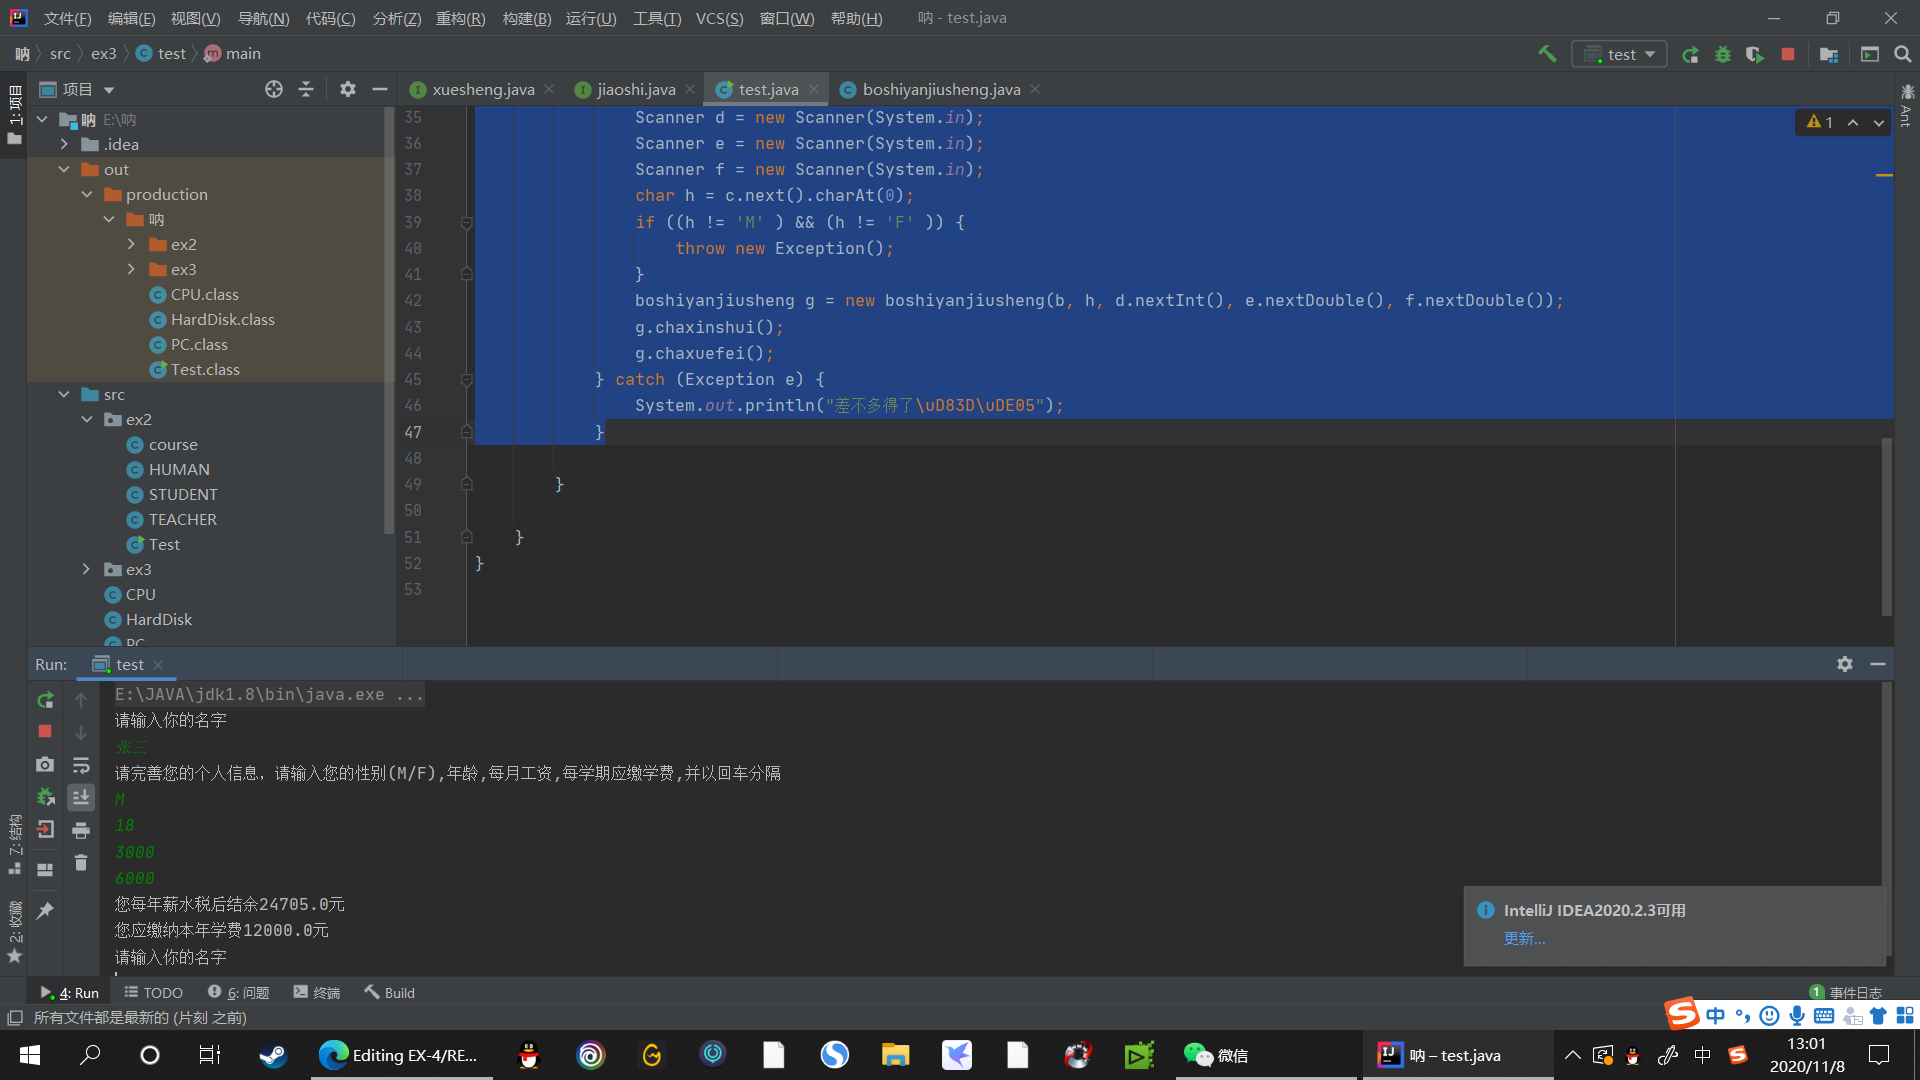 文件(F) 编辑(E) 视图(V) 导航(N) 代码(C) 分析(Z) 重构(R) 构建(B) 运行(U) 工具(T) VCS(S) 窗口(W) 帮助(H) 呐 - test.java
呐 src ex3 test main
test
项目
xuesheng.java
jiaoshi.java
test.java
boshiyanjiusheng.java
1: 项目
Ant
呐 E:\呐
.idea
out
production
呐
ex2
ex3
CPU.class
HardDisk.class
PC.class
Test.class
src
ex2
course
HUMAN
STUDENT
TEACHER
Test
ex3
CPU
HardDisk
PC
1
35 Scanner d = new Scanner(System.in);
36 Scanner e = new Scanner(System.in);
37 Scanner f = new Scanner(System.in);
38 char h = c.next().charAt(0);
39 if ((h != 'M' ) && (h != 'F' )) {
40 throw new Exception();
41 }
42 boshiyanjiusheng g = new boshiyanjiusheng(b, h, d.nextInt(), e.nextDouble(), f.nextDouble());
43 g.chaxinshui();
44 g.chaxuefei();
45 } catch (Exception e) {
46 System.out.println("差不多得了\uD83D\uDE05");
47 }
48
49 }
50
51 }
52 }
53
Run: test
E:\JAVA\jdk1.8\bin\java.exe ...
请输入你的名字
张三
请完善您的个人信息, 请输入您的性别(M/F),年龄,每月工资,每学期应缴学费,并以回车分隔
M
18
3000
6000
您每年薪水税后结余24705.0元
您应缴纳本年学费12000.0元
请输入你的名字
Z: 结构
2: 收藏
IntelliJ IDEA2020.2.3可用
更新...
4: Run TODO 6: 问题 终端 Build
1 事件日志
所有文件都是最新的 (片刻 之前)
中
Editing EX-4/RE...
微信
呐 – test.java
中
13:01
2020/11/8